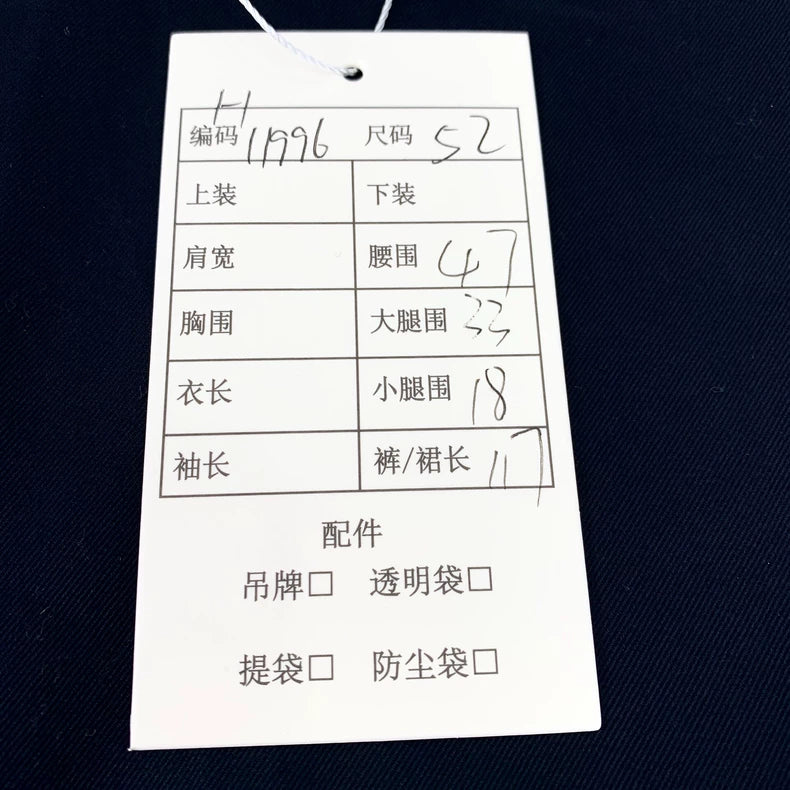 H
编码 11996 尺码 52
上装 下装
肩宽 腰围 47
胸围 大腿围 33
衣长 小腿围 18
袖长 裤/裙长 117
配件
吊牌□ 透明袋□
提袋□ 防尘袋□